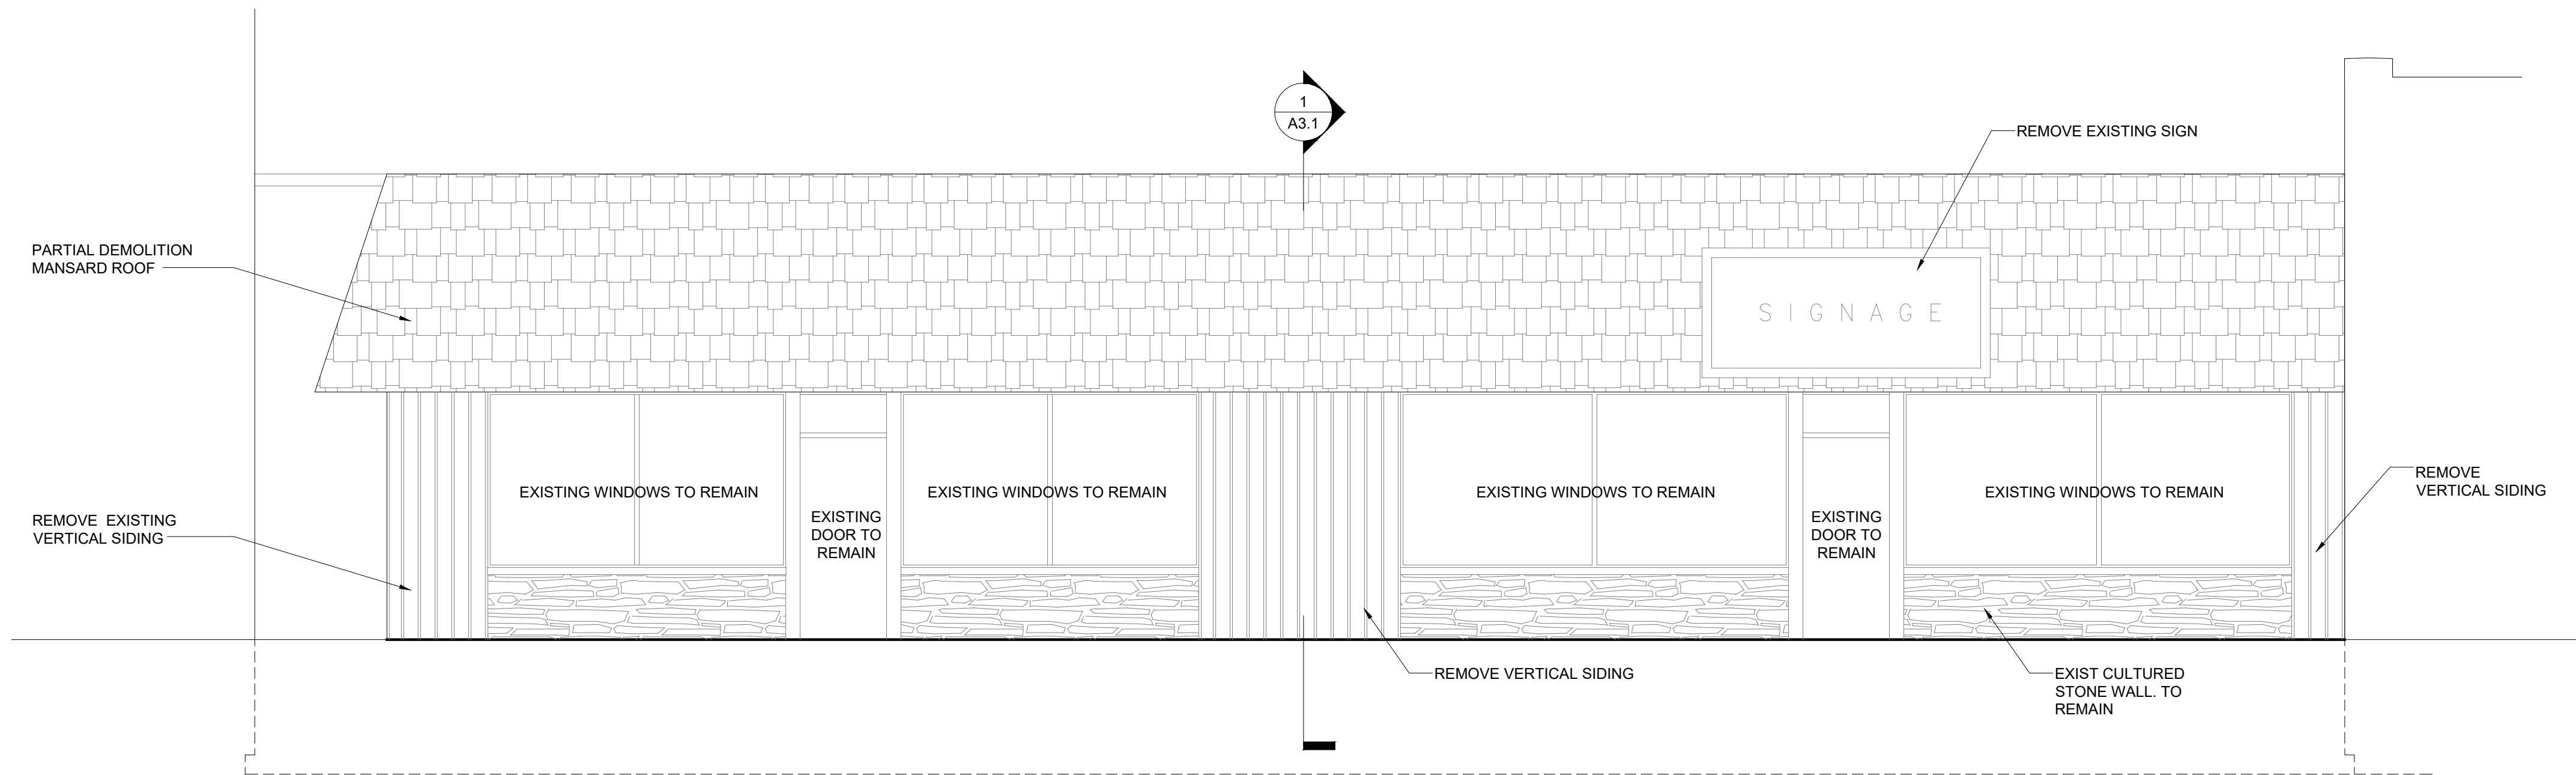 1
A3.1
REMOVE EXISTING SIGN
PARTIAL DEMOLITION
MANSARD ROOF
SIGNAGE
REMOVE
VERTICAL SIDING
EXISTING WINDOWS TO REMAIN
EXISTING WINDOWS TO REMAIN
EXISTING WINDOWS TO REMAIN
EXISTING WINDOWS TO REMAIN
REMOVE EXISTING
VERTICAL SIDING
EXISTING
DOOR TO
REMAIN
EXISTING
DOOR TO
REMAIN
REMOVE VERTICAL SIDING
EXIST CULTURED
STONE WALL. TO
REMAIN